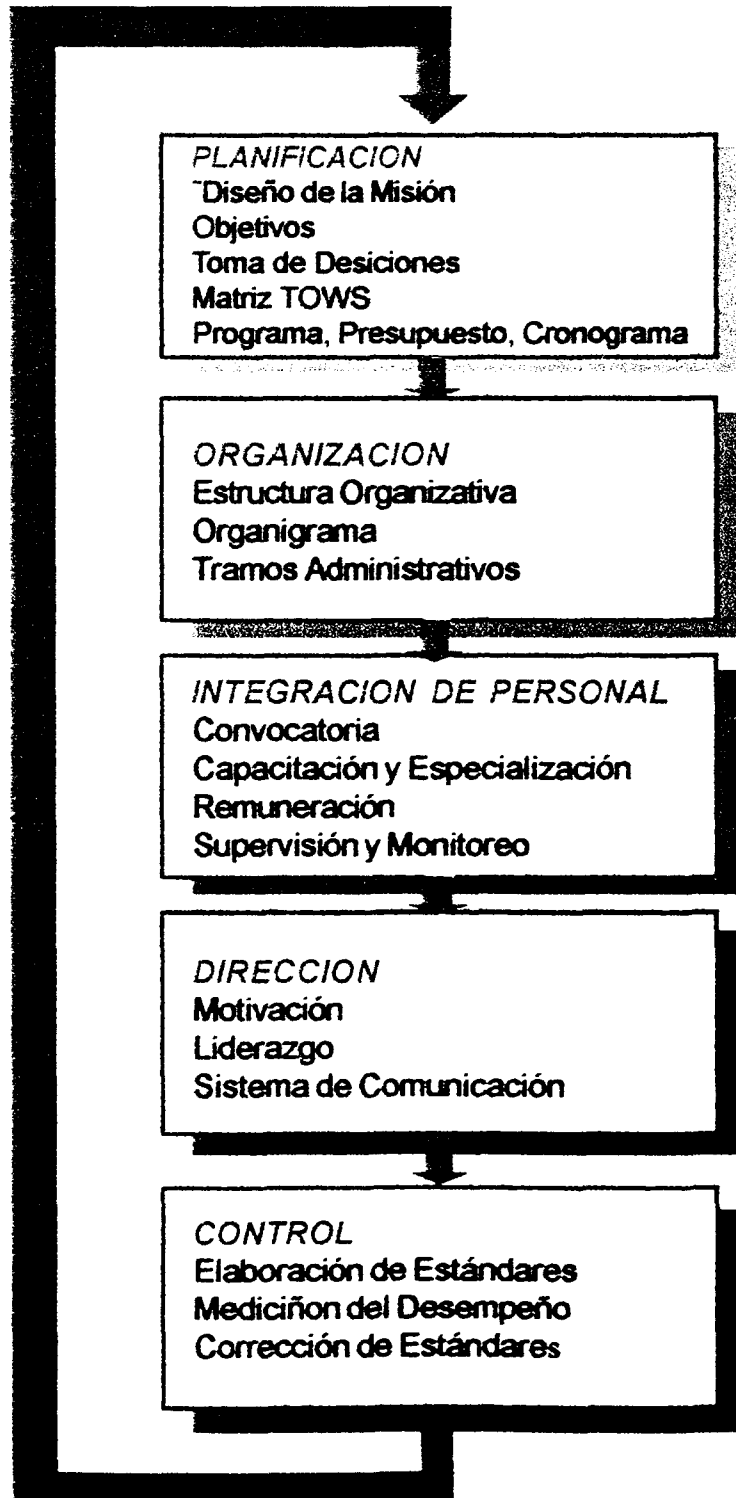 PLANIFICACION
Diseño de la Misión
Objetivos
Toma de Desiciones
Matriz TOWS
Programa, Presupuesto, Cronograma
ORGANIZACION
Estructura Organizativa
Organigrama
Tramos Administrativos
INTEGRACION DE PERSONAL
Convocatoria
Capacitación y Especialización
Remuneración
Supervisión y Monitoreo
DIRECCION
Motivación
Liderazgo
Sistema de Comunicación
CONTROL
Elaboración de Estándares
Mediciñon del Desempeño
Corrección de Estándares